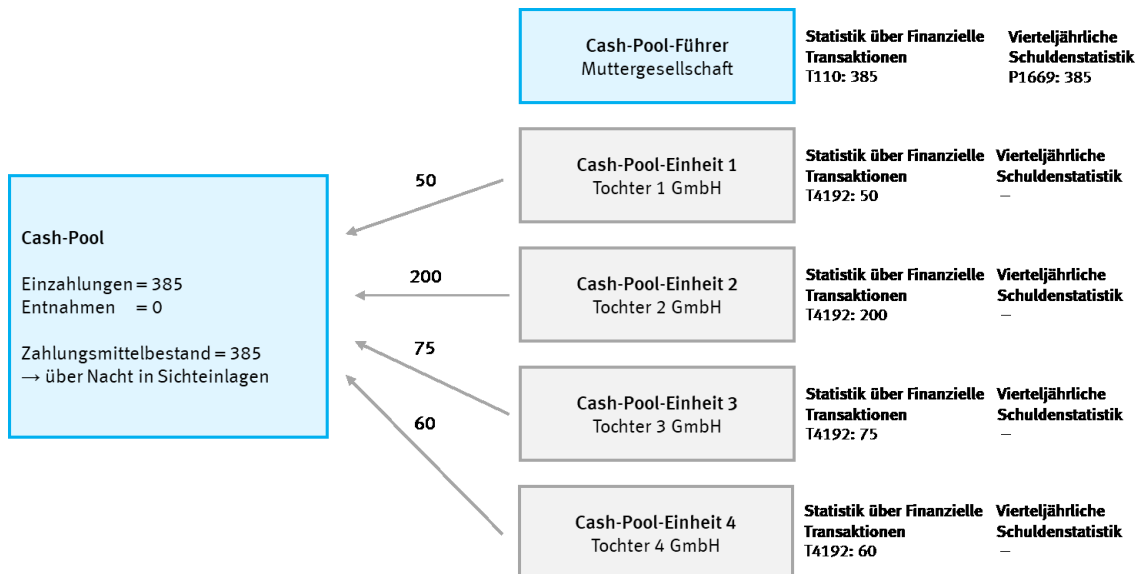 Cash-Pool-Führer
Muttergesellschaft
Statistik über Finanzielle
Transaktionen
T110: 385
Vierteljährliche
Schuldenstatistik
P1669: 385
Cash-Pool
Einzahlungen = 385
Entnahmen = 0
Zahlungsmittelbestand = 385
→ über Nacht in Sichteinlagen
50
Cash-Pool-Einheit 1
Tochter 1 GmbH
Statistik über Finanzielle
Transaktionen
T4192: 50
Vierteljährliche
Schuldenstatistik
–
200
Cash-Pool-Einheit 2
Tochter 2 GmbH
Statistik über Finanzielle
Transaktionen
T4192: 200
Vierteljährliche
Schuldenstatistik
–
75
Cash-Pool-Einheit 3
Tochter 3 GmbH
Statistik über Finanzielle
Transaktionen
T4192: 75
Vierteljährliche
Schuldenstatistik
–
60
Cash-Pool-Einheit 4
Tochter 4 GmbH
Statistik über Finanzielle
Transaktionen
T4192: 60
Vierteljährliche
Schuldenstatistik
–